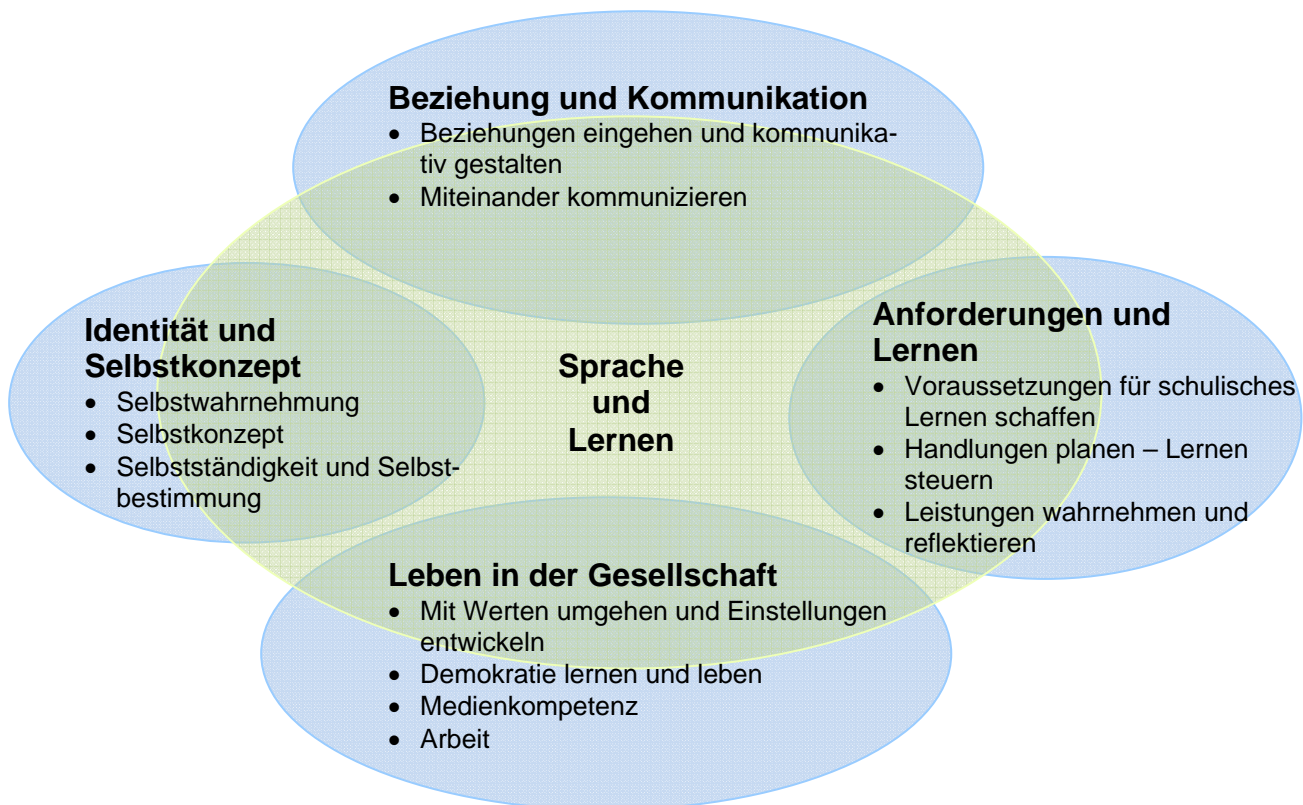 Beziehung und Kommunikation
• Beziehungen eingehen und kommunika-
tiv gestalten
• Miteinander kommunizieren
Identität und
Selbstkonzept
• Selbstwahrnehmung
• Selbstkonzept
• Selbstständigkeit und Selbst-
bestimmung
Sprache
und
Lernen
Anforderungen und
Lernen
• Voraussetzungen für schulisches
Lernen schaffen
• Handlungen planen – Lernen
steuern
• Leistungen wahrnehmen und
reflektieren
Leben in der Gesellschaft
• Mit Werten umgehen und Einstellungen
entwickeln
• Demokratie lernen und leben
• Medienkompetenz
• Arbeit